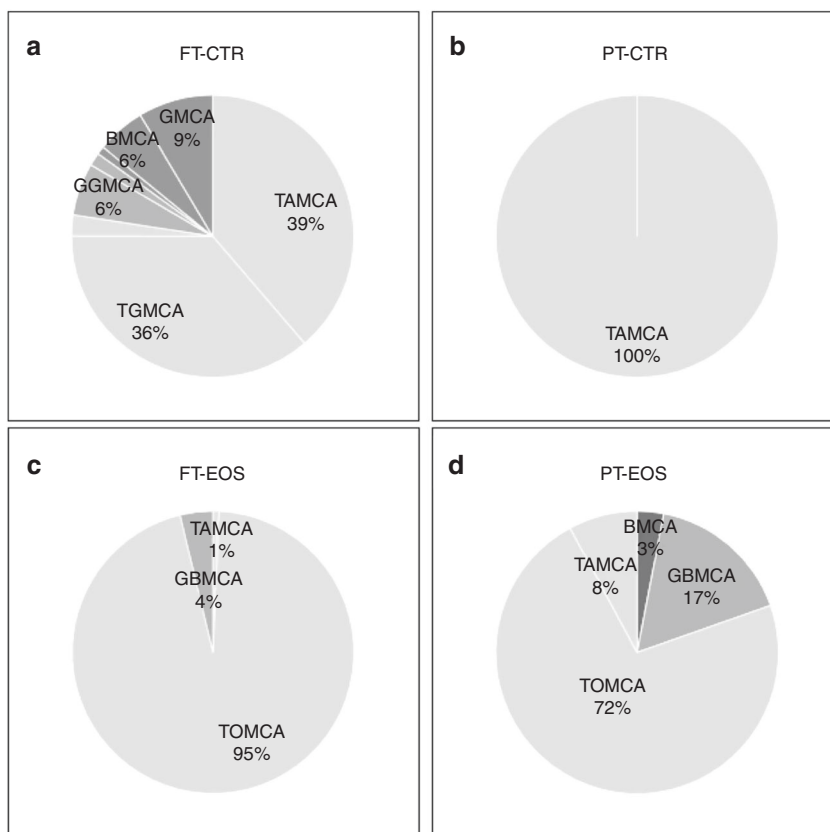 a
FT-CTR
GMCA
9%
BMCA
6%
GGMCA
6%
TAMCA
39%
TGMCA
36%
b
PT-CTR
TAMCA
100%
c
FT-EOS
TAMCA
1%
GBMCA
4%
TOMCA
95%
d
PT-EOS
BMCA
3%
TAMCA
8%
GBMCA
17%
TOMCA
72%